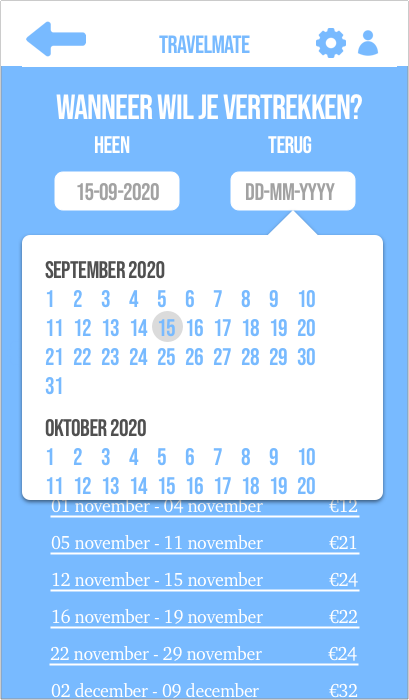 TRAVELMATE
WANNEER WIL JE VERTREKKEN?
HEEN TERUG
15-09-2020 DD-MM-YYYY
SEPTEMBER 2020
1 2 3 4 5 6 7 8 9 10
11 12 13 14 15 16 17 18 19 20
21 22 23 24 25 26 27 28 29 30
31
OKTOBER 2020
1 2 3 4 5 6 7 8 9 10
11 12 13 14 15 16 17 18 19 20
01 november - 04 november €12
05 november - 11 november €21
12 november - 15 november €24
16 november - 19 november €22
22 november - 29 november €24
02 december - 09 december €32